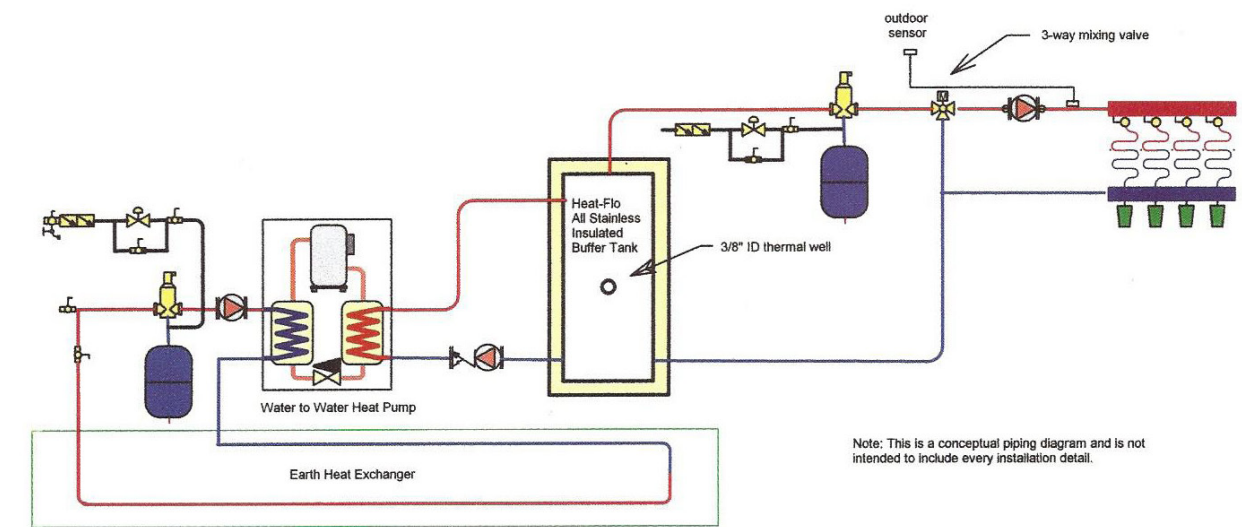 outdoor
sensor
3-way mixing valve
M
Heat-Flo
All Stainless
Insulated
Buffer Tank
3/8" ID thermal well
Water to Water Heat Pump
Earth Heat Exchanger
Note: This is a conceptual piping diagram and is not
intended to include every installation detail.